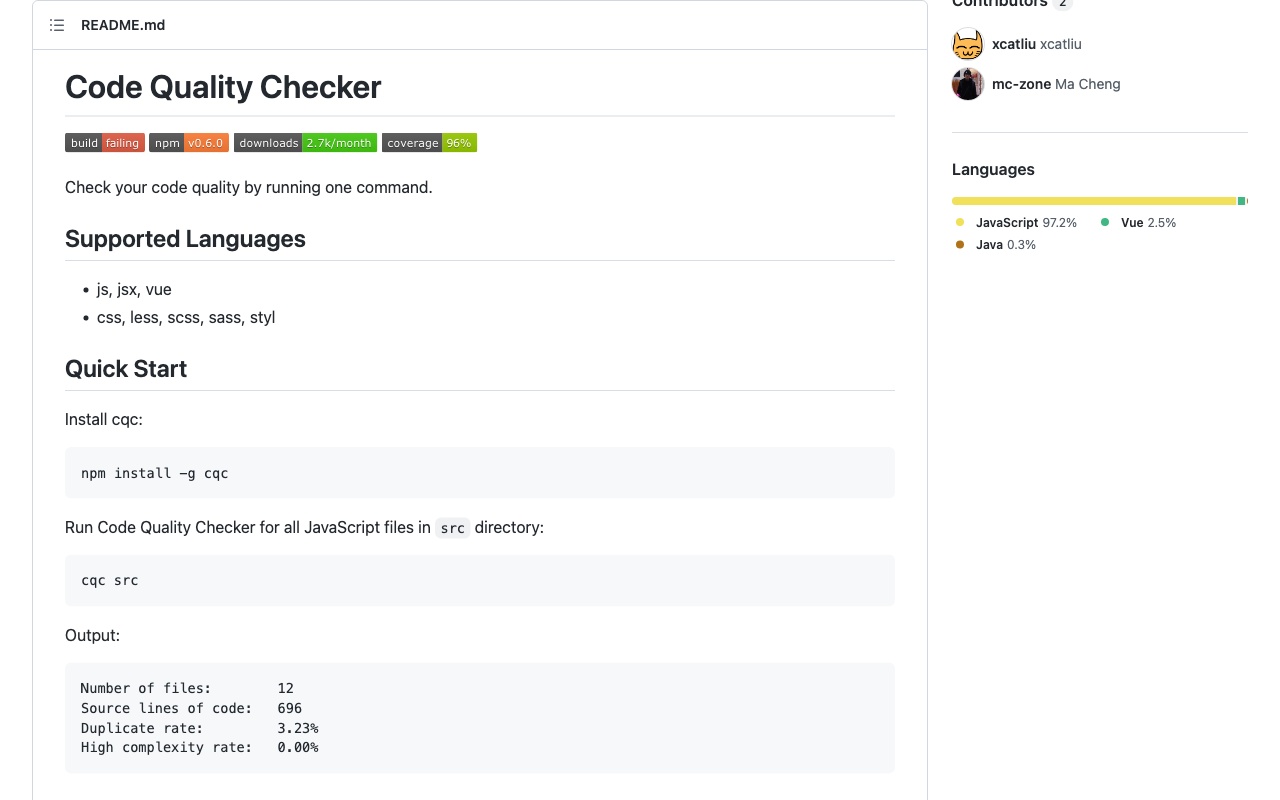 README.md
Code Quality Checker
build failing npm v0.6.0 downloads 2.7k/month coverage 96%
Check your code quality by running one command.
Supported Languages
js, jsx, vue
css, less, scss, sass, styl
Quick Start
Install cqc:
npm install -g cqc
Run Code Quality Checker for all JavaScript files in src directory:
cqc src
Output:
Number of files: 12
Source lines of code: 696
Duplicate rate: 3.23%
High complexity rate: 0.00%
Contributors 2
xcatliu xcatliu
mc-zone Ma Cheng
Languages
JavaScript 97.2% Vue 2.5%
Java 0.3%